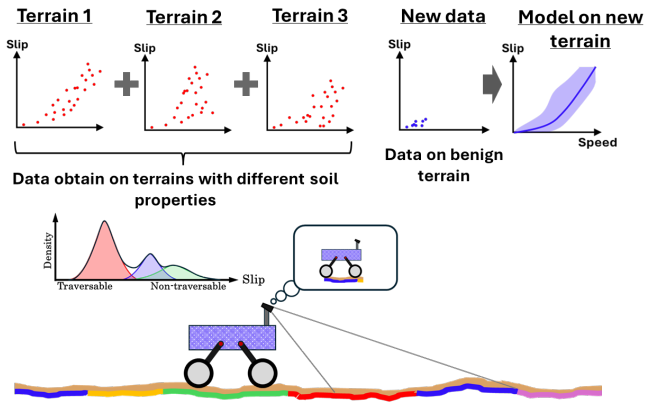 Terrain 1
Terrain 2
Terrain 3
New data
Model on new
terrain
Slip
Slip
Slip
Slip
Slip
Speed
Data obtain on terrains with different soil
properties
Data on benign
terrain
Density
Slip
Traversable
Non-traversable